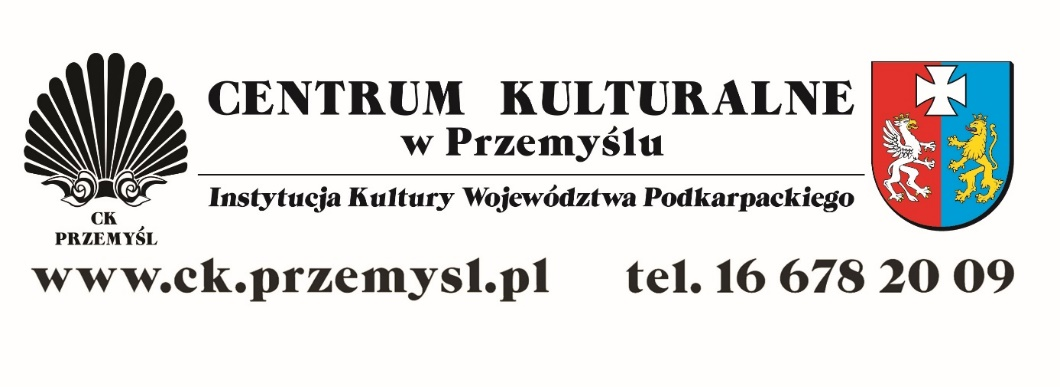 CENTRUM KULTURALNE
w Przemyślu
Instytucja Kultury Województwa Podkarpackiego
CK
PRZEMYŚL
www.ck.przemysl.pl tel. 16 678 20 09